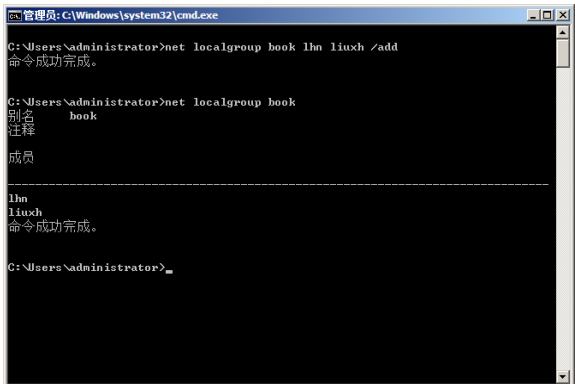 管理员: C:\Windows\system32\cmd.exe
C:\Users\administrator>net localgroup book lhn liuxh /add
命令成功完成。
C:\Users\administrator>net localgroup book
别名 book
注释
成员
-------------------------------------------------------------------------------
lhn
liuxh
命令成功完成。
C:\Users\administrator>_